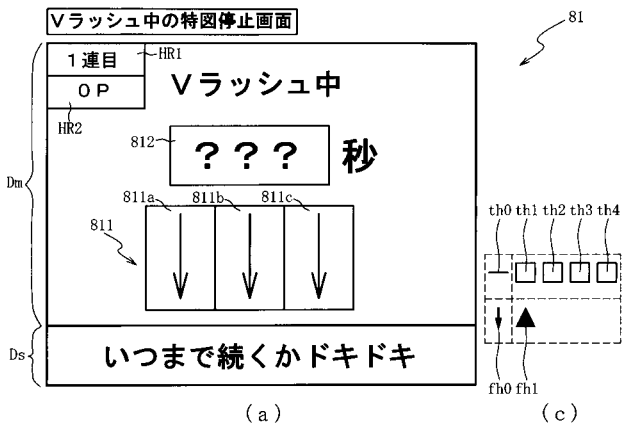 Vラッシュ中の特図停止画面
81
1連目
HR1
0P
HR2
Vラッシュ中
812
???
秒
Dm
811a
811b
811c
811
th0 th1 th2 th3 th4
Ds
いつまで続くかドキドキ
fh0 fh1
(a)
(c)